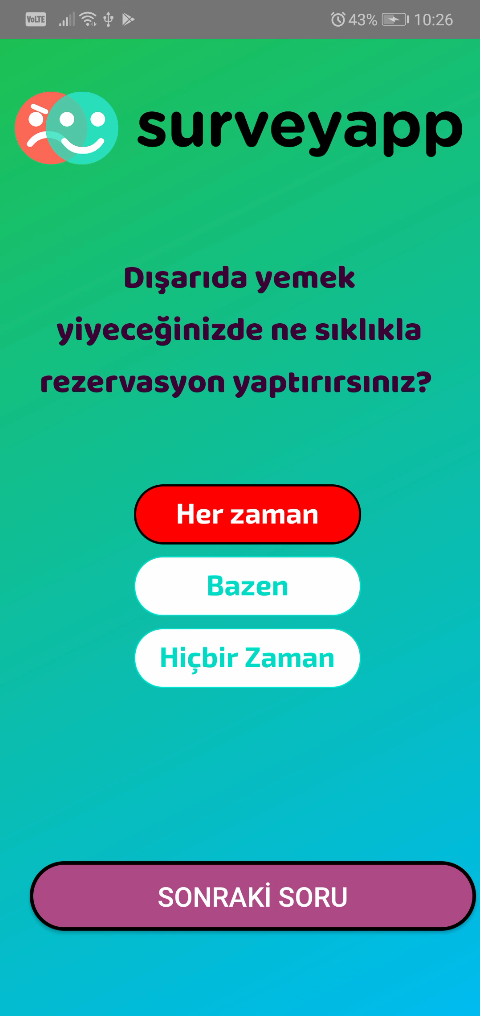 VoLTE 43% 10:26
surveyapp
Dışarıda yemek
yiyeceğinizde ne sıklıkla
rezervasyon yaptırırsınız?
Her zaman
Bazen
Hiçbir Zaman
SONRAKİ SORU